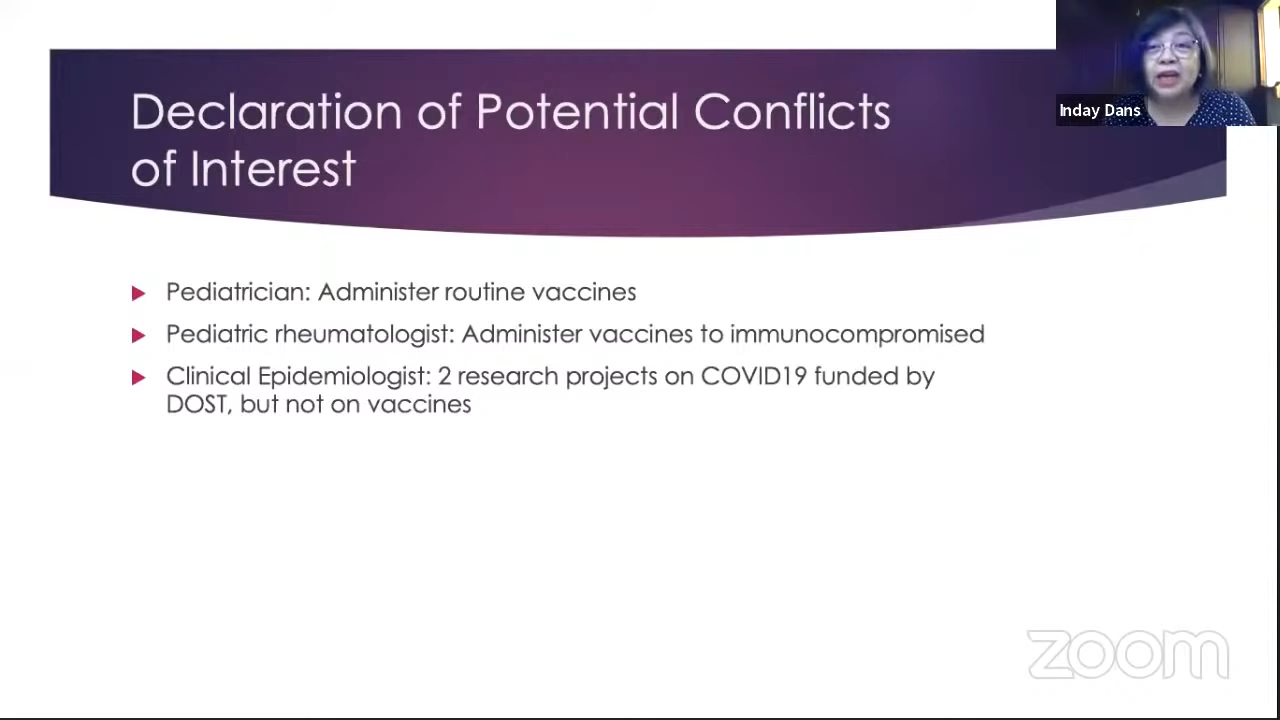 Declaration of Potential Conflicts
of Interest
Inday Dans
Pediatrician: Administer routine vaccines
Pediatric rheumatologist: Administer vaccines to immunocompromised
Clinical Epidemiologist: 2 research projects on COVID19 funded by
DOST, but not on vaccines
zoom